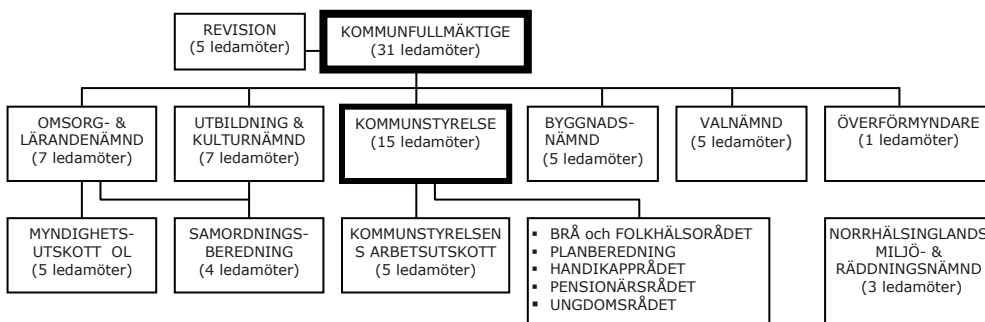 REVISION
(5 ledamöter)
KOMMUNFULLMÄKTIGE
(31 ledamöter)
OMSORG- &
LÄRANDENÄMND
(7 ledamöter)
UTBILDNING &
KULTURNÄMND
(7 ledamöter)
KOMMUNSTYRELSE
(15 ledamöter)
BYGGNADS-
NÄMND
(5 ledamöter)
VALNÄMND
(5 ledamöter)
ÖVERFÖRMYNDARE
(1 ledamöter)
MYNDIGHETS-
UTSKOTT OL
(5 ledamöter)
SAMORDNINGS-
BEREDNING
(4 ledamöter)
KOMMUNSTYRELSEN
S ARBETSUTSKOTT
(5 ledamöter)
▪ BRÅ och FOLKHÄLSORÅDET
▪ PLANBEREDNING
▪ HANDIKAPPRÅDET
▪ PENSIONÄRSRÅDET
▪ UNGDOMSRÅDET
NORRHÄLSINGLANDS
MILJÖ- &
RÄDDNINGSNÄMND
(3 ledamöter)